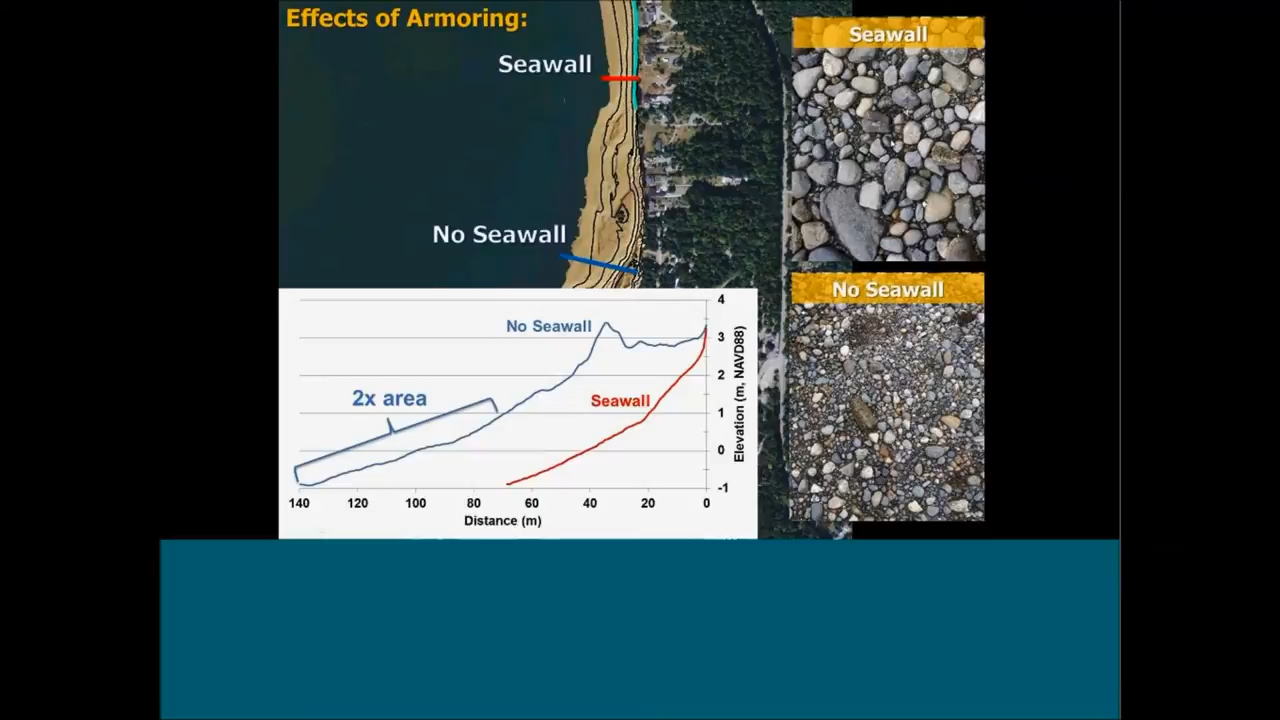 Effects of Armoring:
Seawall
No Seawall
Seawall
No Seawall
4
3
2
1
0
-1
Elevation (m, NAVD88)
No Seawall
2x area
Seawall
140 120 100 80 60 40 20 0
Distance (m)